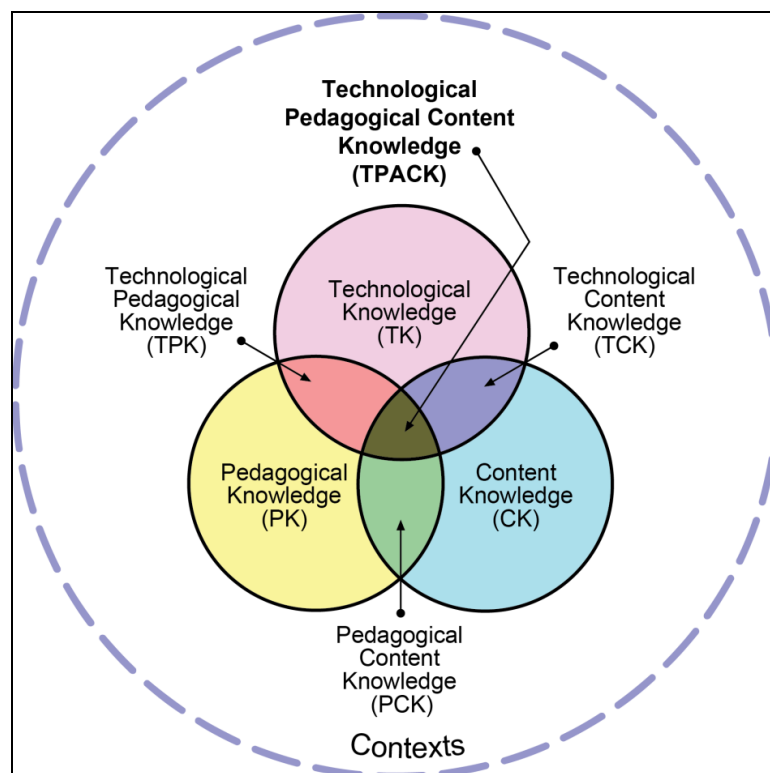 Technological
Pedagogical Content
Knowledge
(TPACK)
Technological
Pedagogical
Knowledge
(TPK)
Technological
Knowledge
(TK)
Technological
Content
Knowledge
(TCK)
Pedagogical
Knowledge
(PK)
Content
Knowledge
(CK)
Pedagogical
Content
Knowledge
(PCK)
Contexts